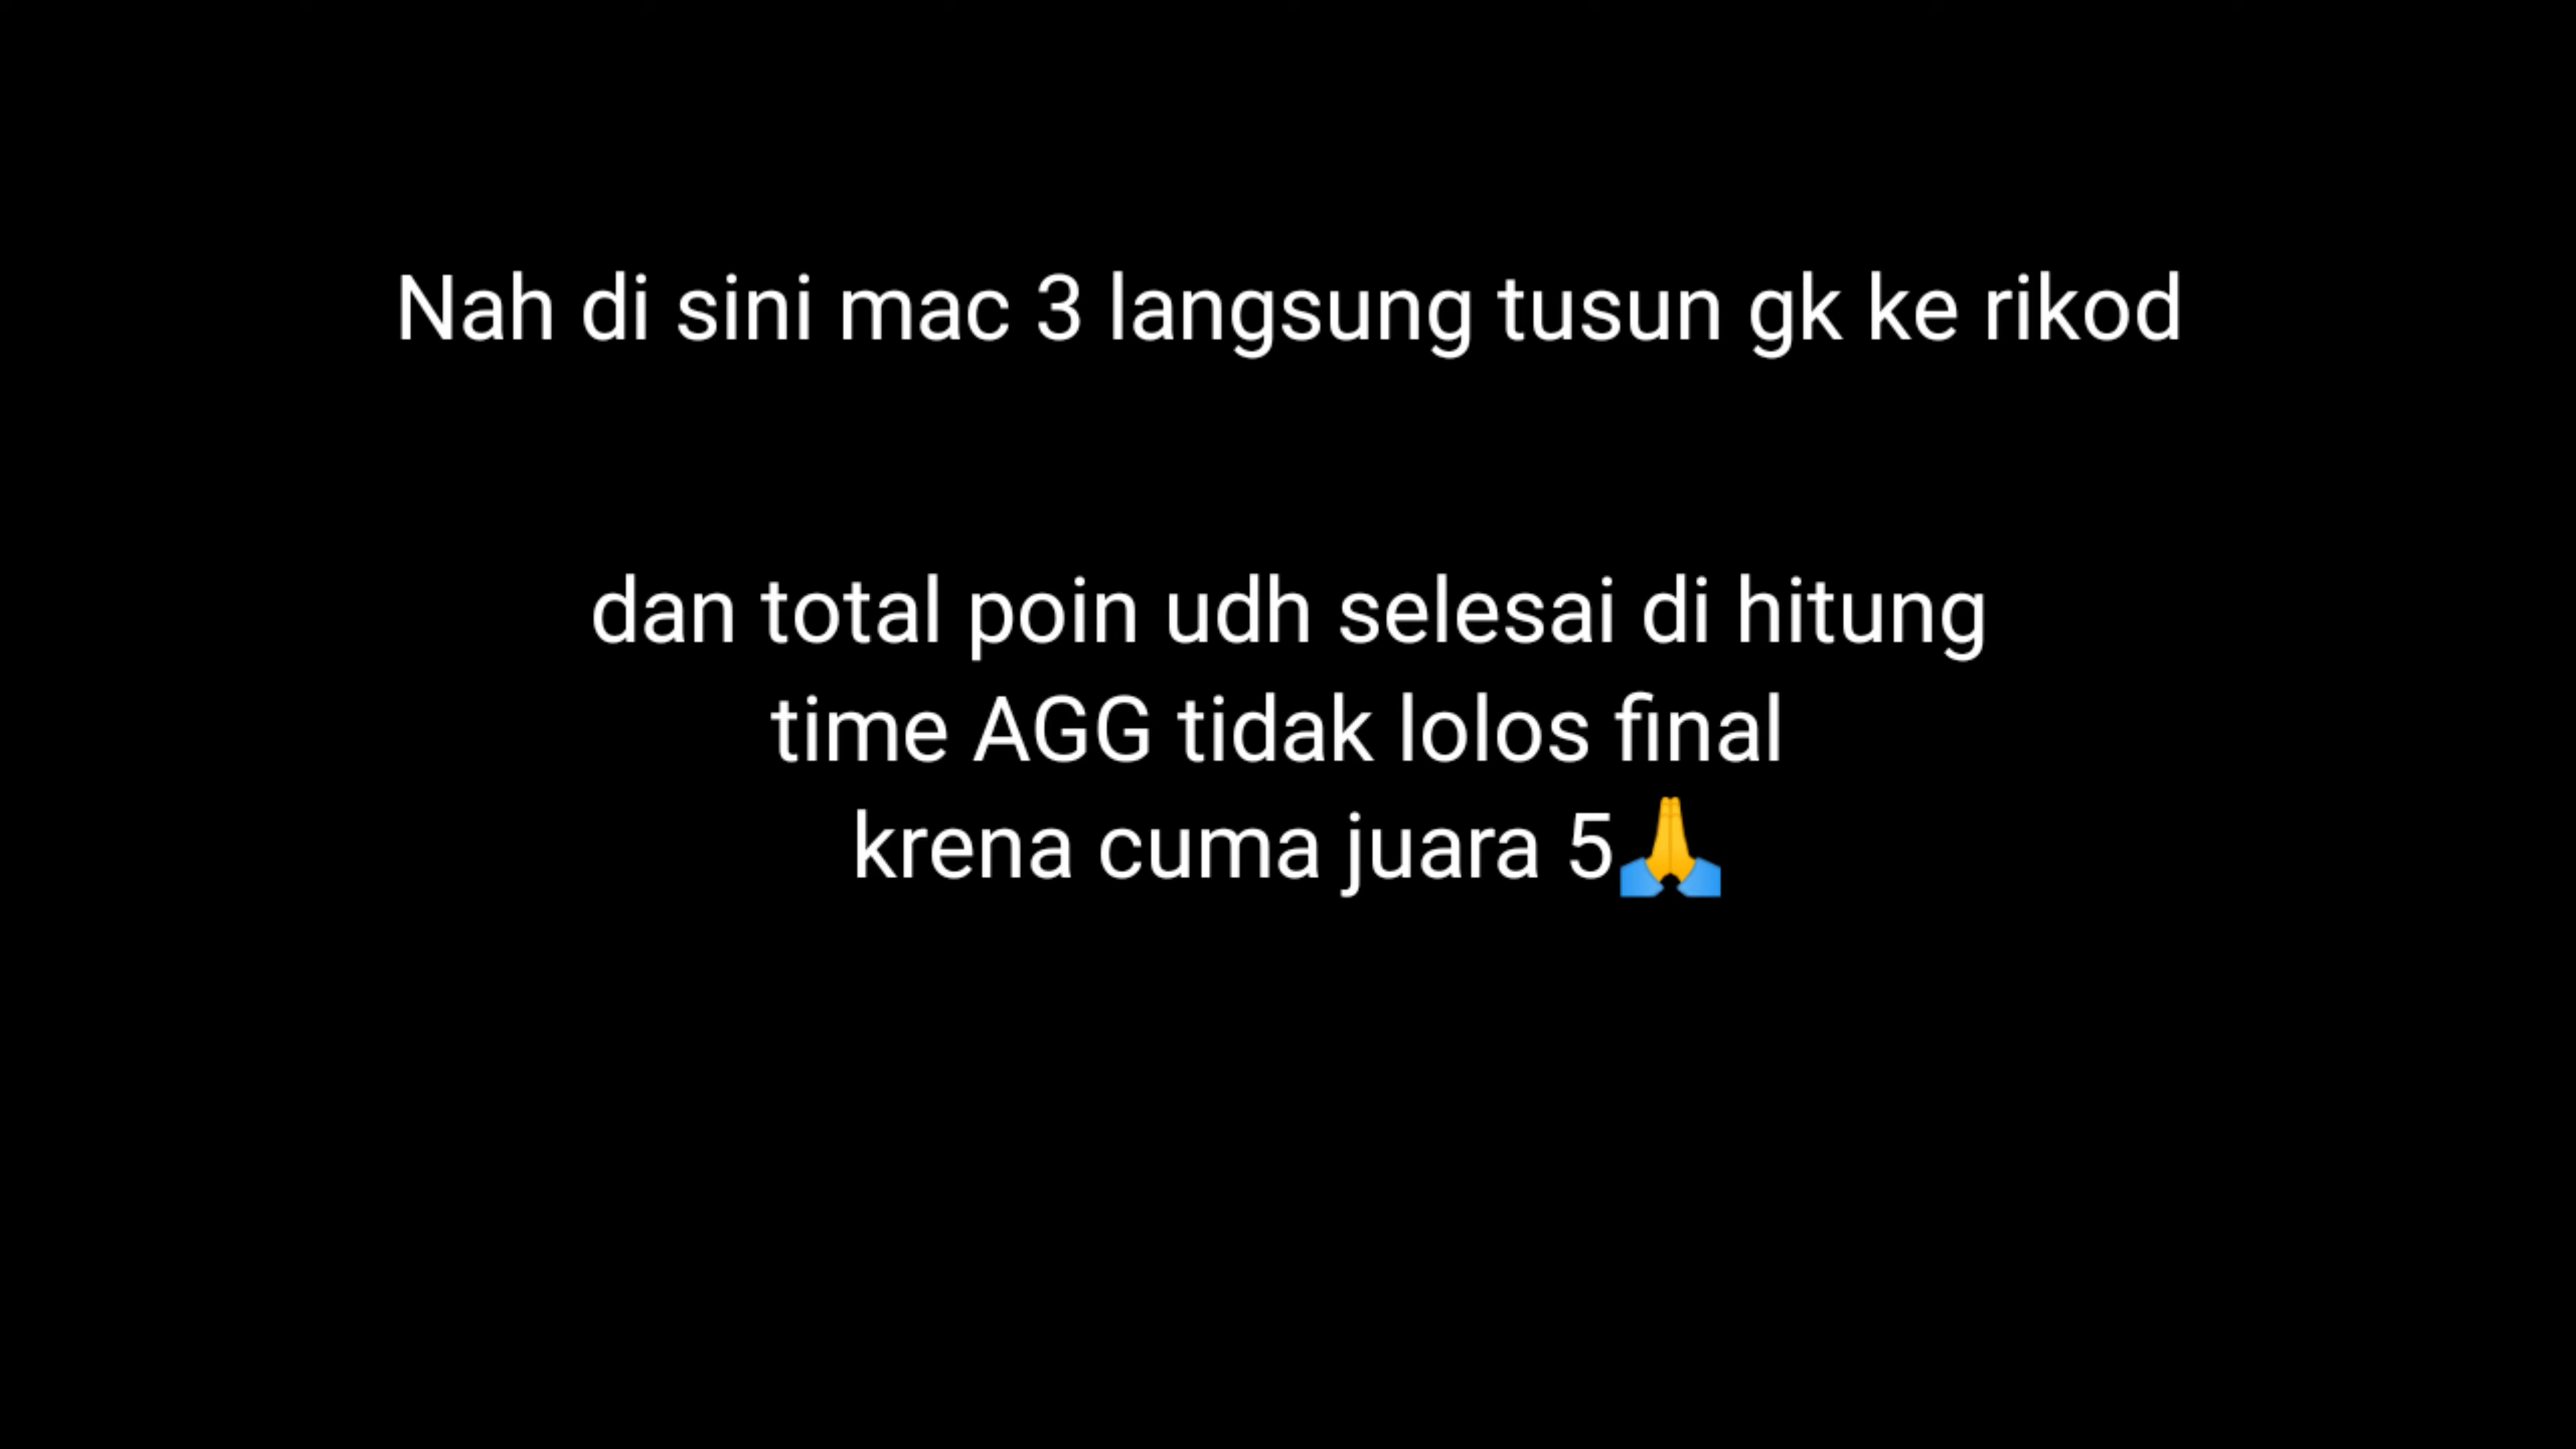 Nah di sini mac 3 langsung tusun gk ke rikod
dan total poin udh selesai di hitung
time AGG tidak lolos final
krena cuma juara 5🙏